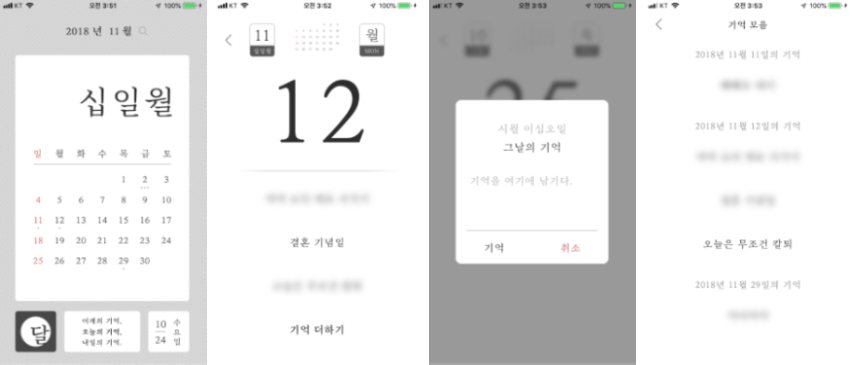 KT 오전 3:51 100%
2018 년 11 월
십일월
일 월 화 수 목 금 토
1 2 3
4 5 6 7 8 9 10
11 12 13 14 15 16 17
18 19 20 21 22 23 24
25 26 27 28 29 30
달
어제의 기억,
오늘의 기억,
내일의 기억.
10
24
수
요
일
KT 오전 3:52 100%
11
십일월
월
MON
12
결혼 기념일
기억 더하기
KT 오전 3:53 100%
시월 이십오일
그날의 기억
기억을 여기에 남기다.
기억 취소
KT 오전 3:53 100%
기억 모음
2018년 11월 11일의 기억
2018년 11월 12일의 기억
오늘은 무조건 칼퇴
2018년 11월 29일의 기억